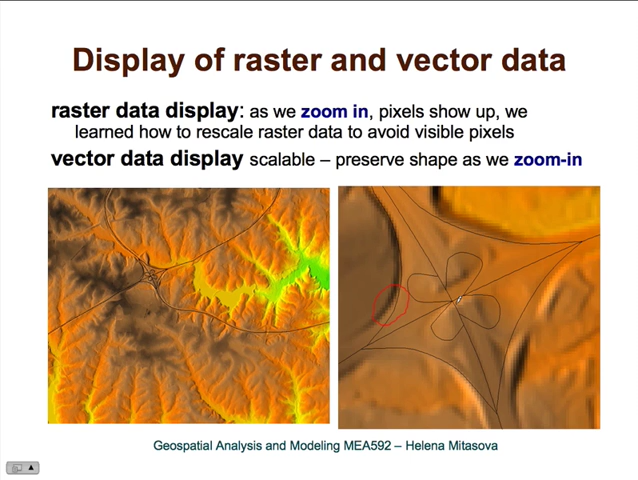 Display of raster and vector data
raster data display: as we zoom in, pixels show up, we
learned how to rescale raster data to avoid visible pixels
vector data display scalable – preserve shape as we zoom-in
Geospatial Analysis and Modeling MEA592 – Helena Mitasova